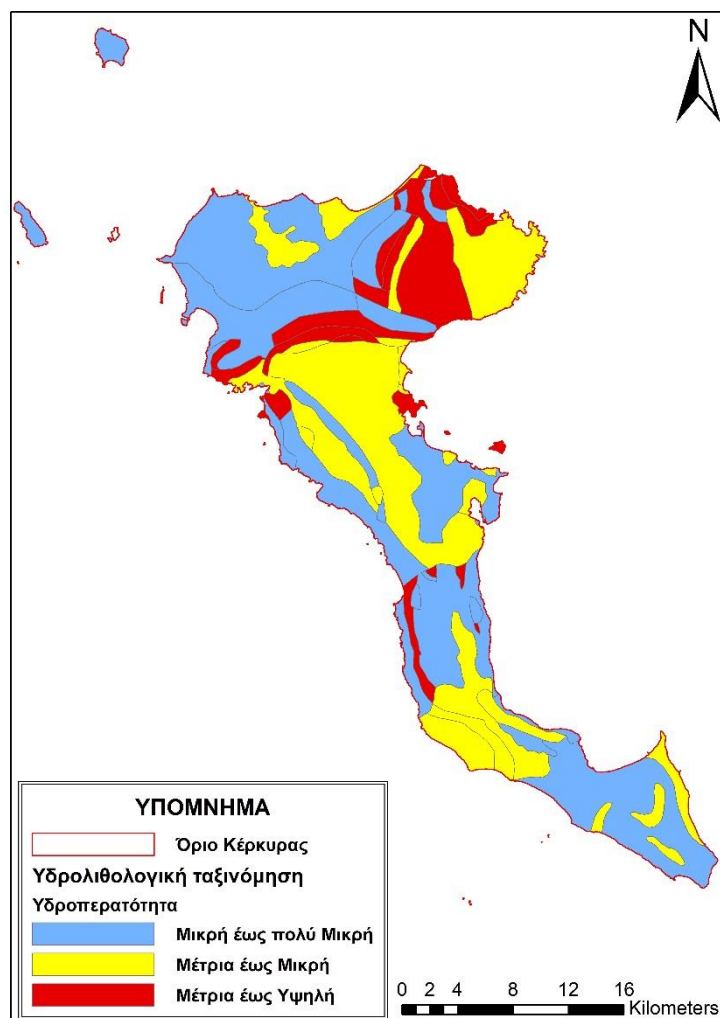 N
ΥΠΟΜΝΗΜΑ
Όριο Κέρκυρας
Υδρολιθολογική ταξινόμηση
Υδροπερατότητα
Μικρή έως πολύ Μικρή
Μέτρια έως Μικρή
Μέτρια έως Υψηλή
0 2 4 8 12 16
Kilometers